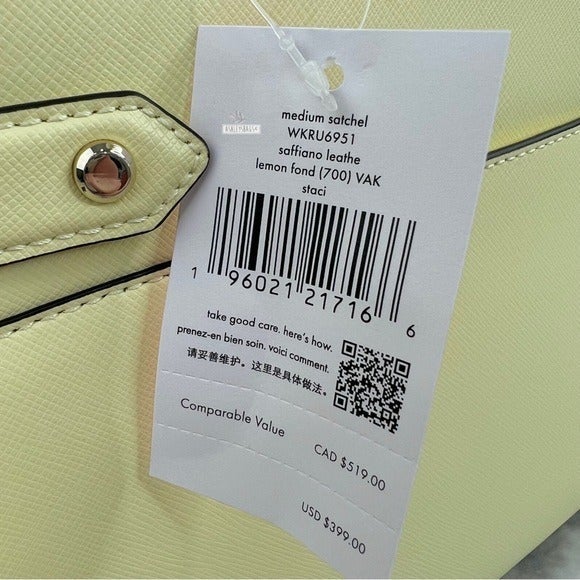 medium satchel
WKRU6951
saffiano leathe
lemon fond (700) VAK
staci
1 96021 21716 6
take good care. here's how.
prenez-en bien soin. voici comment.
请妥善维护。这里是具体做法。
Comparable Value
CAD $519.00
USD $399.00